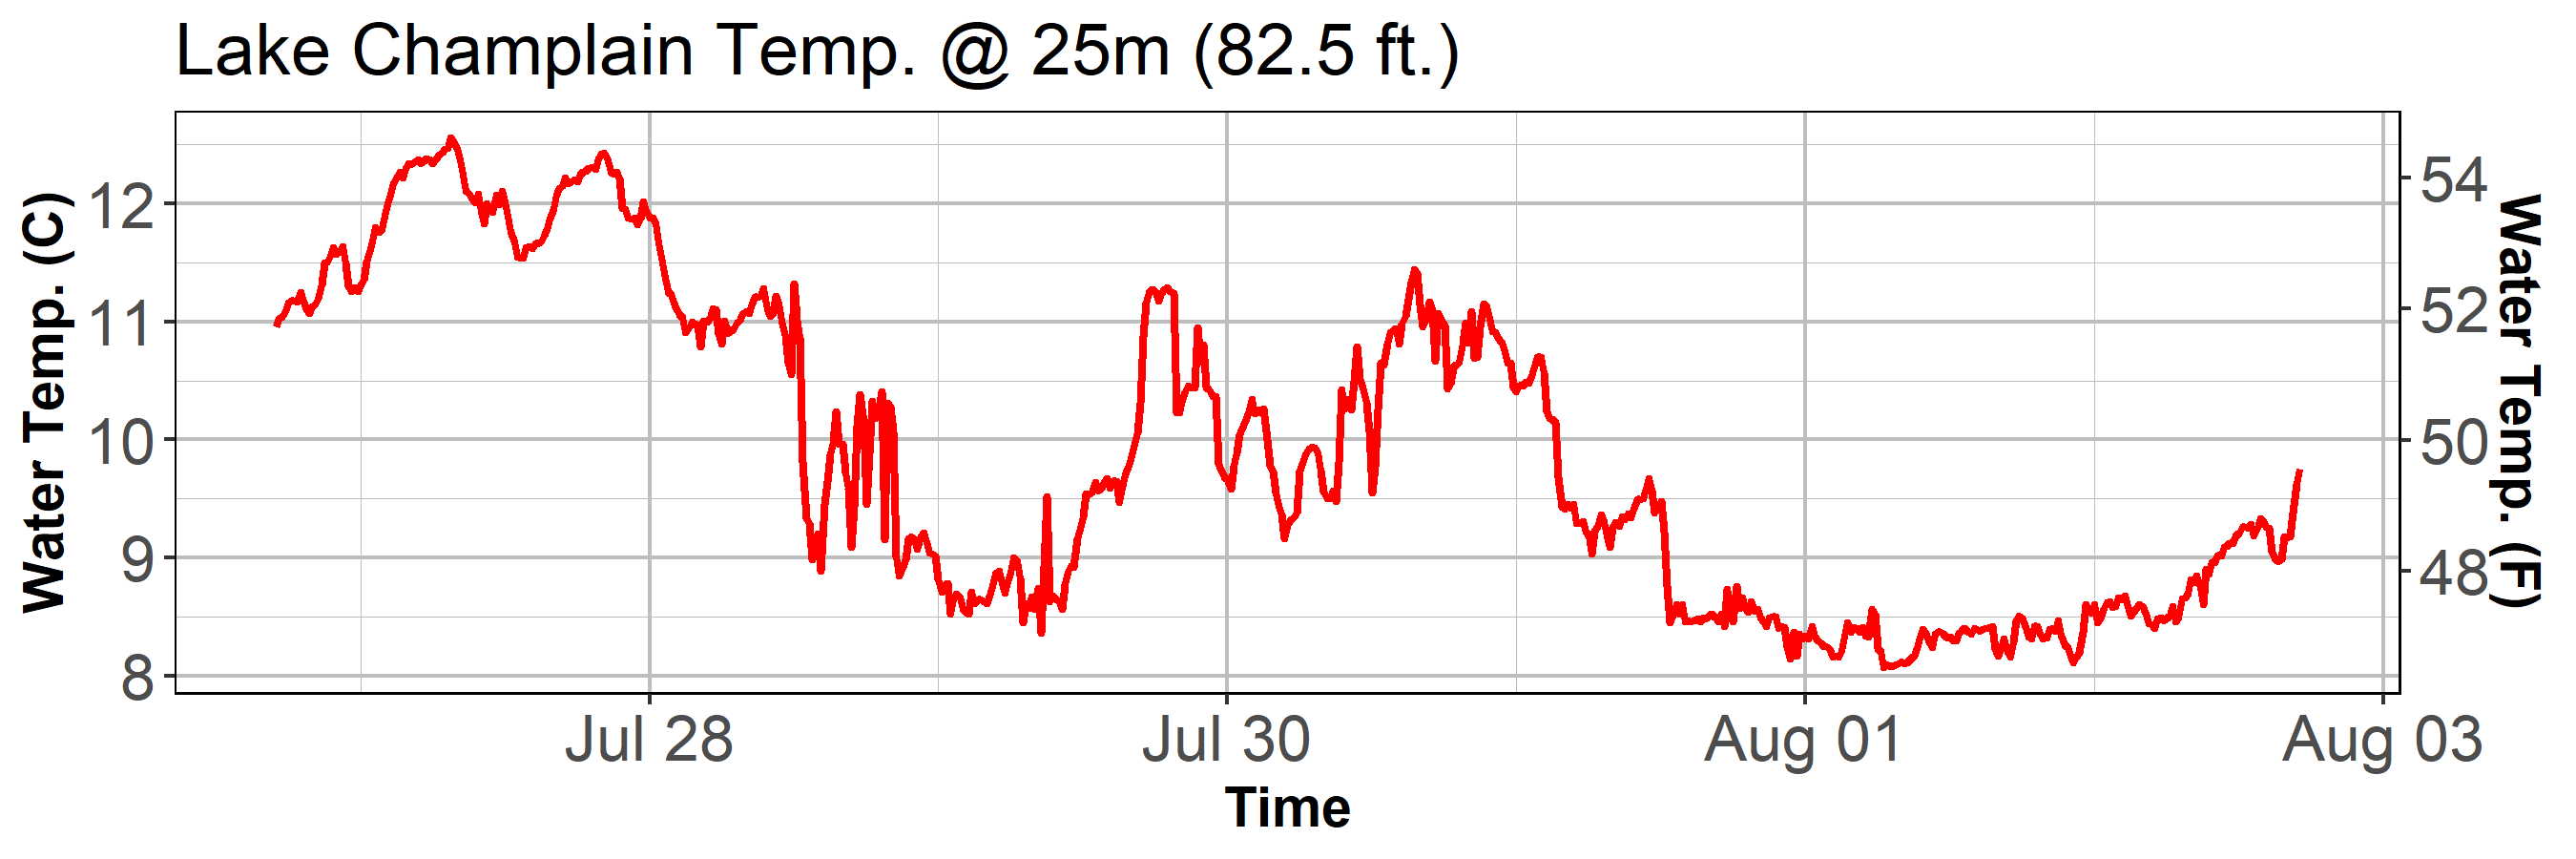 Lake Champlain Temp. @ 25m (82.5 ft.)
Water Temp. (C)
12
11
10
9
8
54
52
50
48
Water Temp. (F)
Jul 28
Jul 30
Aug 01
Aug 03
Time